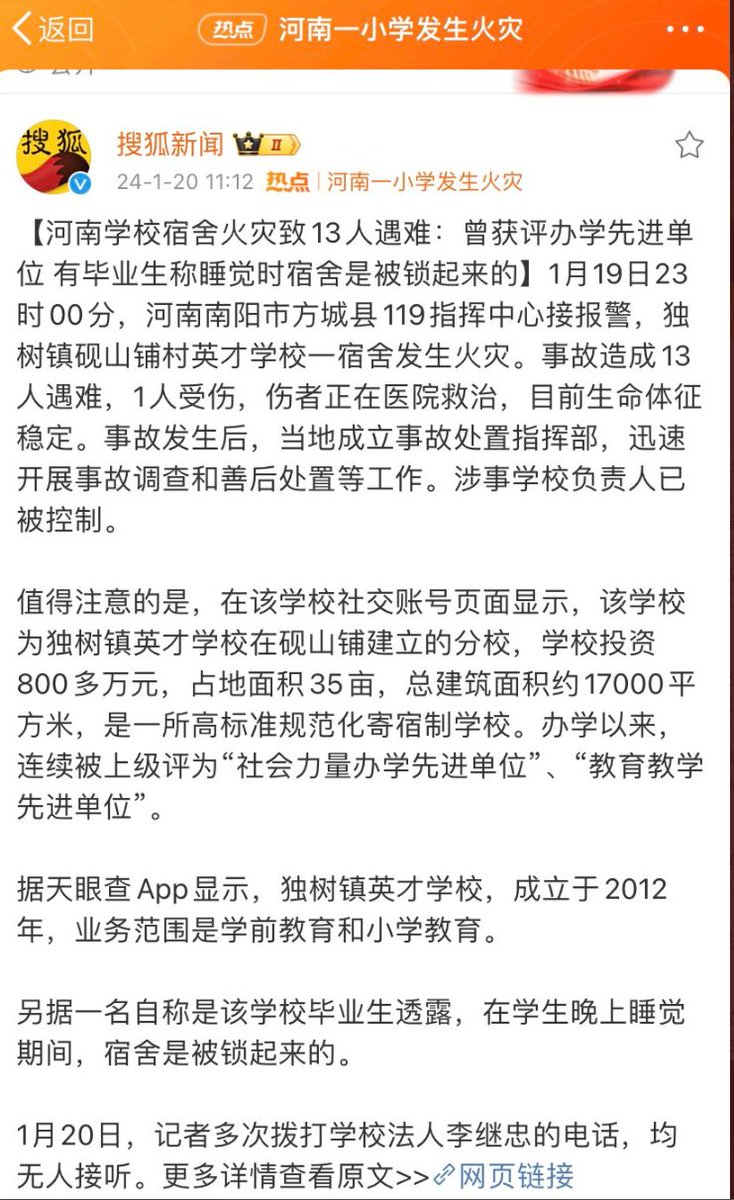 返回
热点
河南一小学发生火灾
搜狐
搜狐新闻
II
24-1-20 11:12 热点 | 河南一小学发生火灾
【河南学校宿舍火灾致13人遇难：曾获评办学先进单
位 有毕业生称睡觉时宿舍是被锁起来的】1月19日23
时00分，河南南阳市方城县119指挥中心接报警，独
树镇砚山铺村英才学校一宿舍发生火灾。事故造成13
人遇难，1人受伤，伤者正在医院救治，目前生命体征
稳定。事故发生后，当地成立事故处置指挥部，迅速
开展事故调查和善后处置等工作。涉事学校负责人已
被控制。
值得注意的是，在该学校社交账号页面显示，该学校
为独树镇英才学校在砚山铺建立的分校，学校投资
800多万元，占地面积35亩，总建筑面积约17000平
方米，是一所高标准规范化寄宿制学校。办学以来，
连续被上级评为“社会力量办学先进单位”、“教育教学
先进单位”。
据天眼查App显示，独树镇英才学校，成立于2012
年，业务范围是学前教育和小学教育。
另据一名自称是该学校毕业生透露，在学生晚上睡觉
期间，宿舍是被锁起来的。
1月20日，记者多次拨打学校法人李继忠的电话，均
无人接听。更多详情查看原文>>网页链接